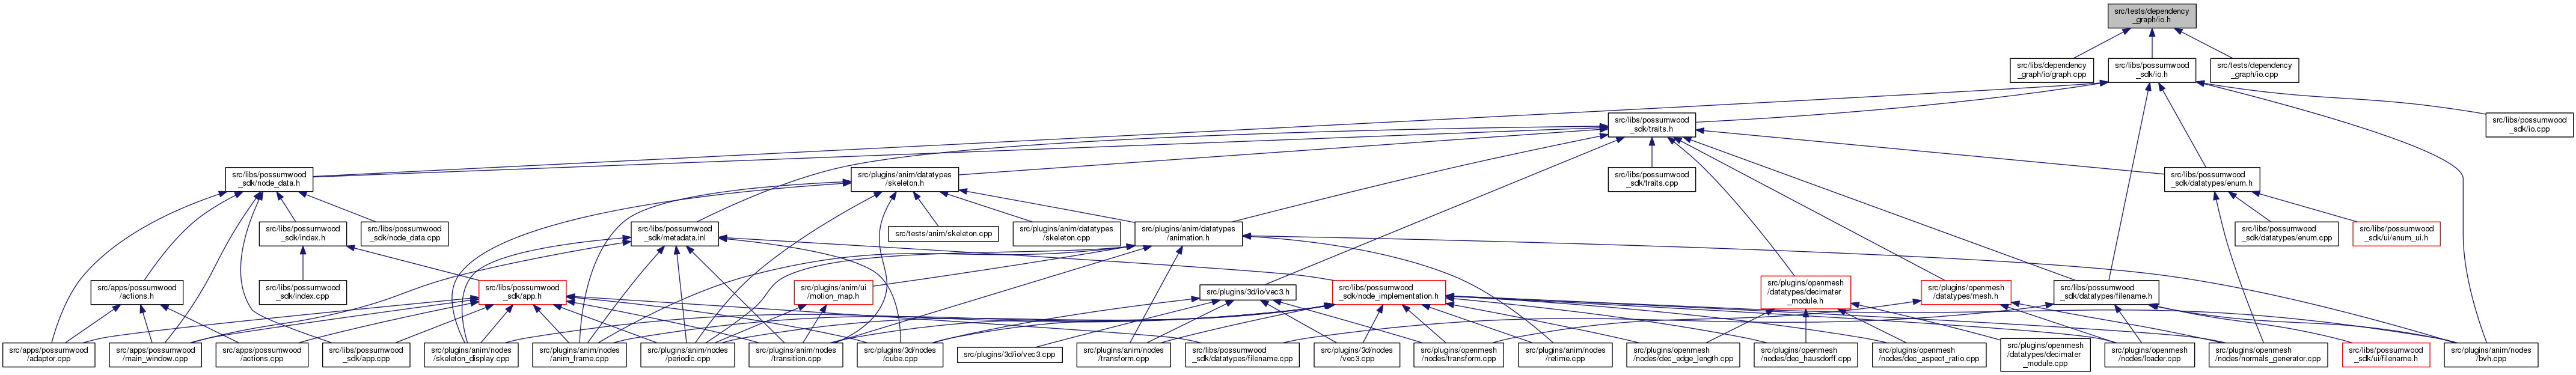 src/tests/dependency
_graph/io.h
src/libs/dependency
_graph/io/graph.cpp
src/libs/possumwood
_sdk/io.h
src/tests/dependency
_graph/io.cpp
src/libs/possumwood
_sdk/traits.h
src/libs/possumwood
_sdk/io.cpp
src/libs/possumwood
_sdk/node_data.h
src/plugins/anim/datatypes
/skeleton.h
src/libs/possumwood
_sdk/traits.cpp
src/libs/possumwood
_sdk/datatypes/enum.h
src/libs/possumwood
_sdk/index.h
src/libs/possumwood
_sdk/node_data.cpp
src/libs/possumwood
_sdk/metadata.inl
src/tests/anim/skeleton.cpp
src/plugins/anim/datatypes
/skeleton.cpp
src/plugins/anim/datatypes
/animation.h
src/libs/possumwood
_sdk/datatypes/enum.cpp
src/libs/possumwood
_sdk/ui/enum_ui.h
src/apps/possumwood
/actions.h
src/libs/possumwood
_sdk/index.cpp
src/libs/possumwood
_sdk/app.h
src/plugins/anim/ui
/motion_map.h
src/plugins/3d/io/vec3.h
src/libs/possumwood
_sdk/node_implementation.h
src/plugins/openmesh
/datatypes/decimater
_module.h
src/plugins/openmesh
/datatypes/mesh.h
src/libs/possumwood
_sdk/datatypes/filename.h
src/apps/possumwood
/adaptor.cpp
src/apps/possumwood
/main_window.cpp
src/apps/possumwood
/actions.cpp
src/libs/possumwood
_sdk/app.cpp
src/plugins/anim/nodes
/skeleton_display.cpp
src/plugins/anim/nodes
/anim_frame.cpp
src/plugins/anim/nodes
/periodic.cpp
src/plugins/anim/nodes
/transition.cpp
src/plugins/3d/nodes
/cube.cpp
src/plugins/3d/io/vec3.cpp
src/plugins/anim/nodes
/transform.cpp
src/libs/possumwood
_sdk/datatypes/filename.cpp
src/plugins/3d/nodes
/vec3.cpp
src/plugins/openmesh
/nodes/transform.cpp
src/plugins/anim/nodes
/retime.cpp
src/plugins/openmesh
/nodes/dec_edge_length.cpp
src/plugins/openmesh
/nodes/dec_hausdorff.cpp
src/plugins/openmesh
/nodes/dec_aspect_ratio.cpp
src/plugins/openmesh
/datatypes/decimater
_module.cpp
src/plugins/openmesh
/nodes/loader.cpp
src/plugins/openmesh
/nodes/normals_generator.cpp
src/libs/possumwood
_sdk/ui/filename.h
src/plugins/anim/nodes
/bvh.cpp